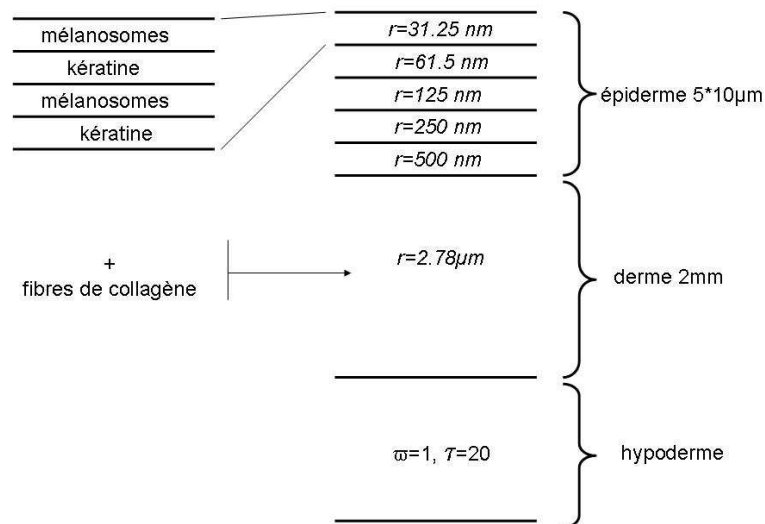 mélanosomes
kératine
mélanosomes
kératine
r=31.25 nm
r=61.5 nm
r=125 nm
r=250 nm
r=500 nm
épiderme 5*10µm
+
fibres de collagène
r=2.78µm
derme 2mm
ϖ=1, τ=20
hypoderme